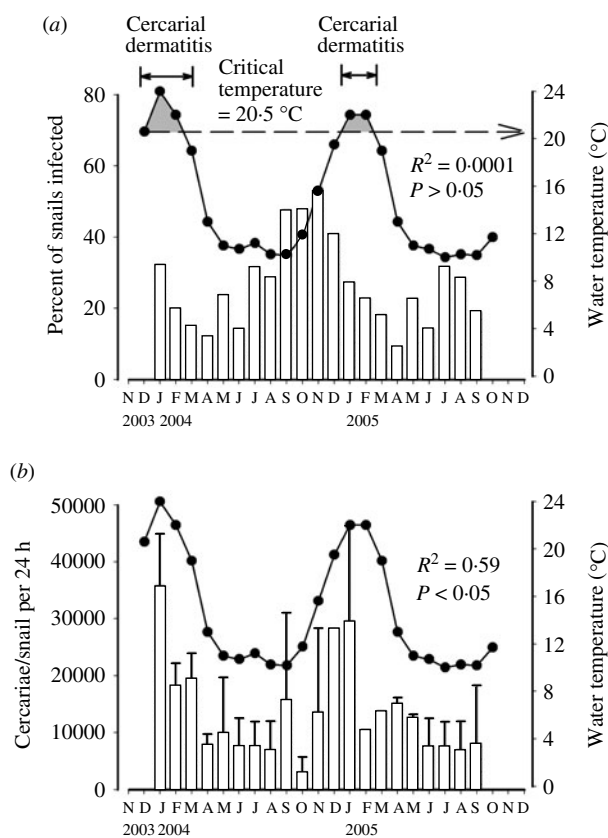 (a)
Cercarial
dermatitis
Cercarial
dermatitis
Critical
temperature
= 20·5 °C
80
60
40
20
0
Percent of snails infected
24
20
16
12
8
4
0
Water temperature (°C)
R² = 0·0001
P > 0·05
N D J F M A M J J A S O N D J F M A M J J A S O N D
2003 2004 2005
(b)
50000
40000
30000
20000
10000
0
Cercariae/snail per 24 h
24
20
16
12
8
4
0
Water temperature (°C)
R² = 0·59
P < 0·05
N D J F M A M J J A S O N D J F M A M J J A S O N D
2003 2004 2005